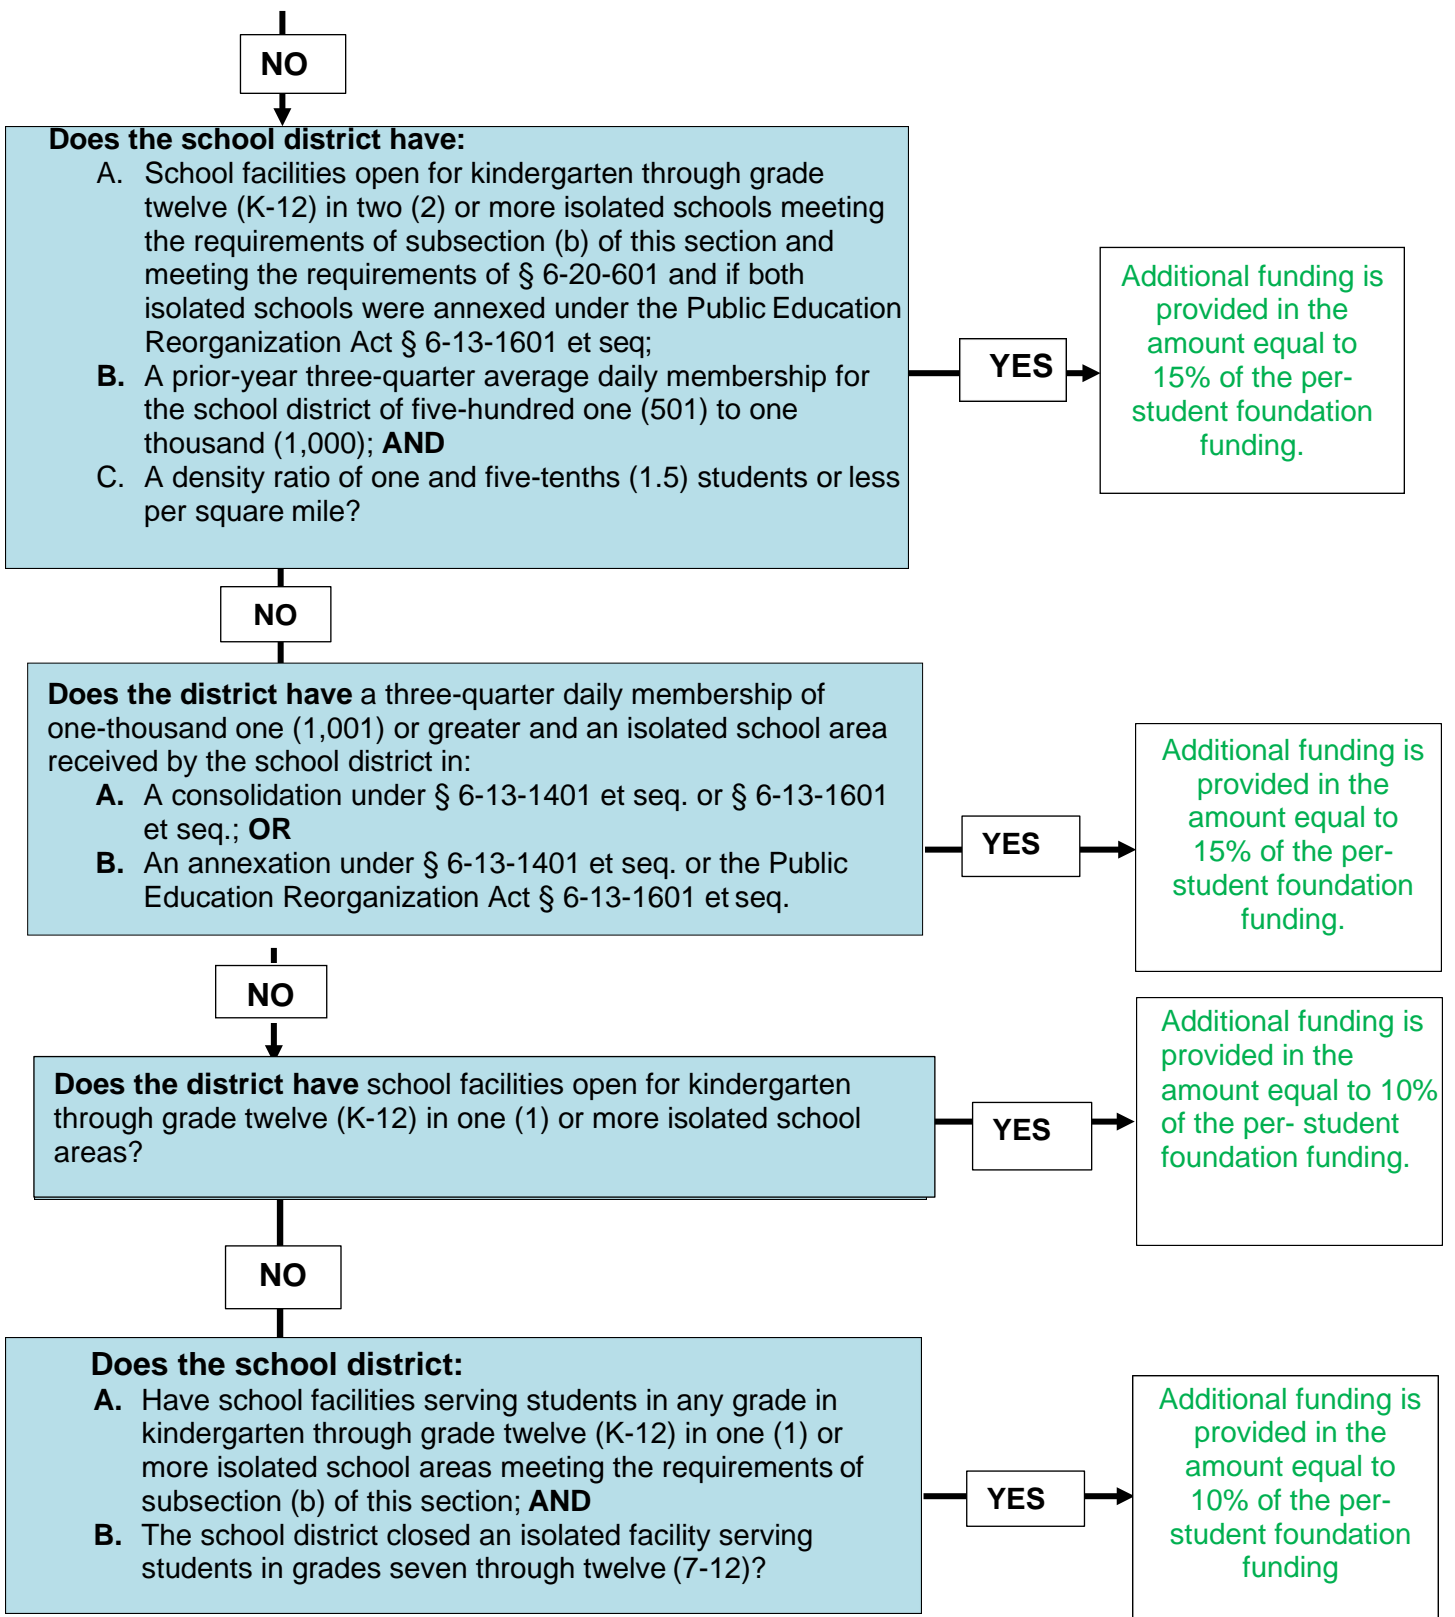 NO
Does the school district have:
A. School facilities open for kindergarten through grade
twelve (K-12) in two (2) or more isolated schools meeting
the requirements of subsection (b) of this section and
meeting the requirements of § 6-20-601 and if both
isolated schools were annexed under the Public Education
Reorganization Act § 6-13-1601 et seq;
B. A prior-year three-quarter average daily membership for
the school district of five-hundred one (501) to one
thousand (1,000); AND
C. A density ratio of one and five-tenths (1.5) students or less
per square mile?
YES
Additional funding is
provided in the
amount equal to
15% of the per-
student foundation
funding.
NO
Does the district have a three-quarter daily membership of
one-thousand one (1,001) or greater and an isolated school area
received by the school district in:
A. A consolidation under § 6-13-1401 et seq. or § 6-13-1601
et seq.; OR
B. An annexation under § 6-13-1401 et seq. or the Public
Education Reorganization Act § 6-13-1601 et seq.
YES
Additional funding is
provided in the
amount equal to
15% of the per-
student foundation
funding.
NO
Does the district have school facilities open for kindergarten
through grade twelve (K-12) in one (1) or more isolated school
areas?
YES
Additional funding is
provided in the
amount equal to 10%
of the per- student
foundation funding.
NO
Does the school district:
A. Have school facilities serving students in any grade in
kindergarten through grade twelve (K-12) in one (1) or
more isolated school areas meeting the requirements of
subsection (b) of this section; AND
B. The school district closed an isolated facility serving
students in grades seven through twelve (7-12)?
YES
Additional funding is
provided in the
amount equal to
10% of the per-
student foundation
funding